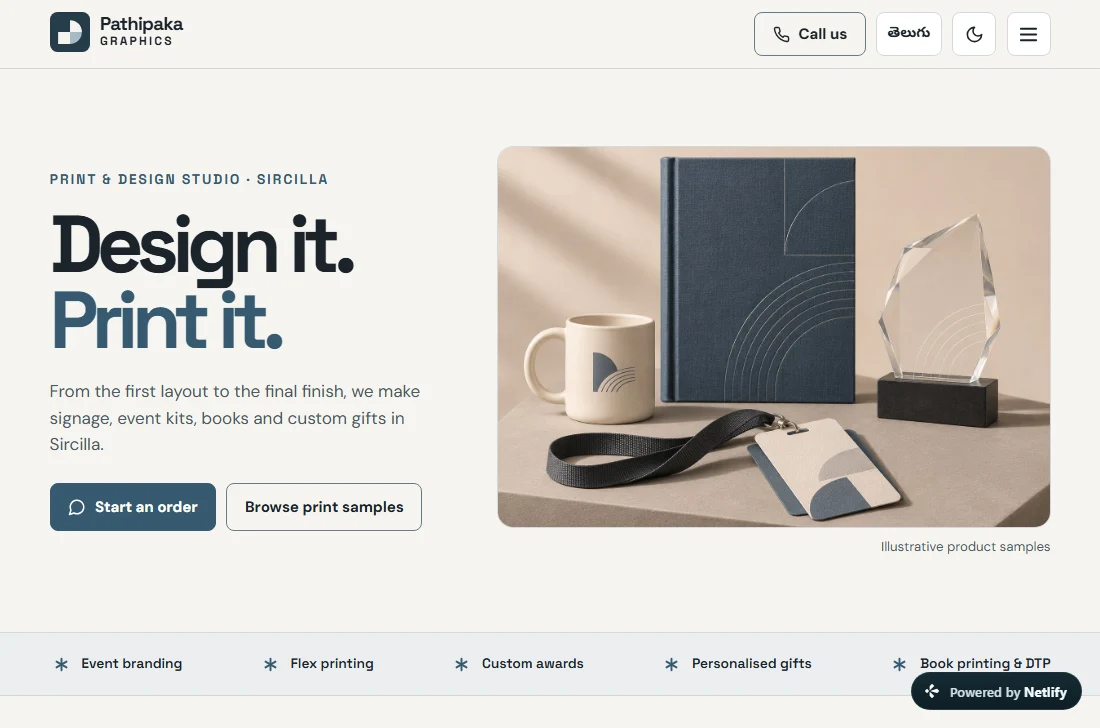 Pathipaka
GRAPHICS
Call us
తెలుగు
PRINT & DESIGN STUDIO · SIRCILLA
Design it.
Print it.
From the first layout to the final finish, we make
signage, event kits, books and custom gifts in
Sircilla.
Start an order
Browse print samples
Illustrative product samples
Event branding
Flex printing
Custom awards
Personalised gifts
Book printing & DTP
Powered by Netlify